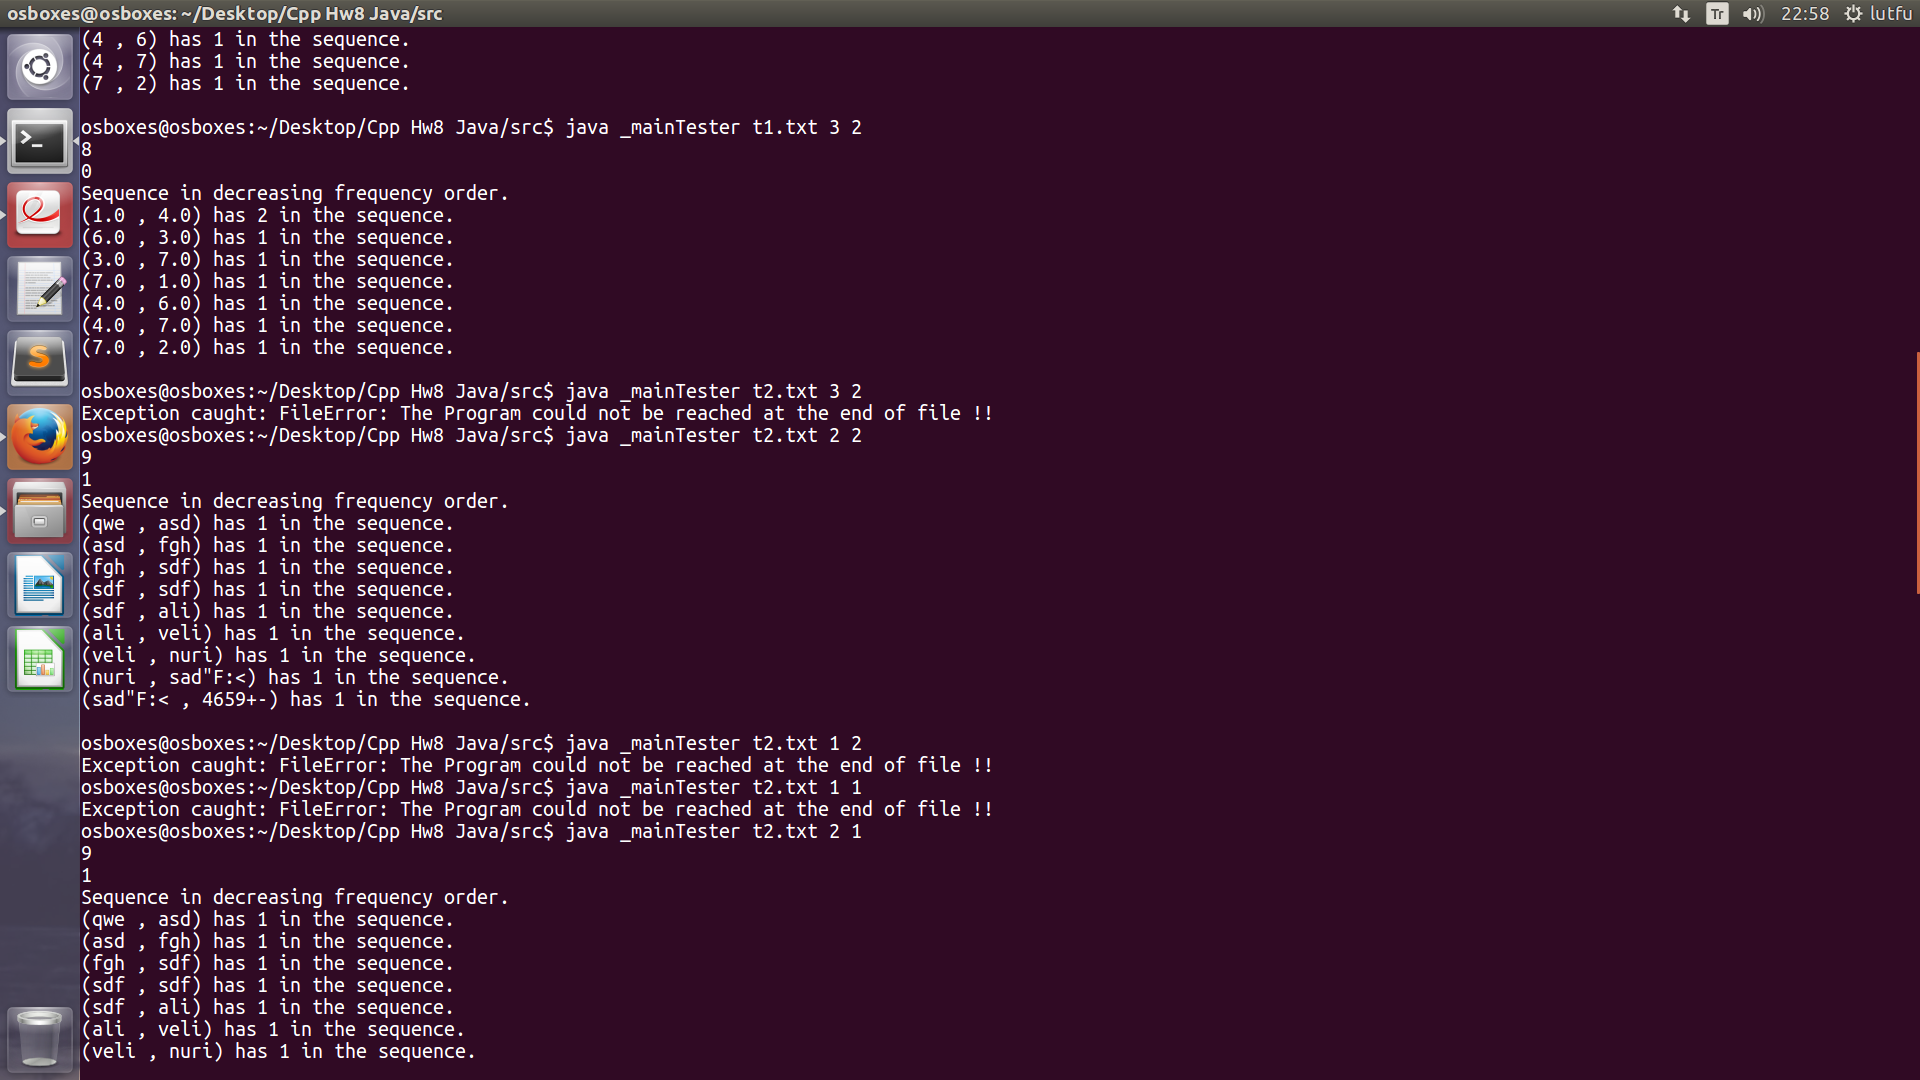 osboxes@osboxes: ~/Desktop/Cpp Hw8 Java/src Tr 22:58 lutfu
(4 , 6) has 1 in the sequence.
(4 , 7) has 1 in the sequence.
(7 , 2) has 1 in the sequence.
osboxes@osboxes:~/Desktop/Cpp Hw8 Java/src$ java _mainTester t1.txt 3 2
8
0
Sequence in decreasing frequency order.
(1.0 , 4.0) has 2 in the sequence.
(6.0 , 3.0) has 1 in the sequence.
(3.0 , 7.0) has 1 in the sequence.
(7.0 , 1.0) has 1 in the sequence.
(4.0 , 6.0) has 1 in the sequence.
(4.0 , 7.0) has 1 in the sequence.
(7.0 , 2.0) has 1 in the sequence.
osboxes@osboxes:~/Desktop/Cpp Hw8 Java/src$ java _mainTester t2.txt 3 2
Exception caught: FileError: The Program could not be reached at the end of file !!
osboxes@osboxes:~/Desktop/Cpp Hw8 Java/src$ java _mainTester t2.txt 2 2
9
1
Sequence in decreasing frequency order.
(qwe , asd) has 1 in the sequence.
(asd , fgh) has 1 in the sequence.
(fgh , sdf) has 1 in the sequence.
(sdf , sdf) has 1 in the sequence.
(sdf , ali) has 1 in the sequence.
(ali , veli) has 1 in the sequence.
(veli , nuri) has 1 in the sequence.
(nuri , sad"F:<) has 1 in the sequence.
(sad"F:< , 4659+-) has 1 in the sequence.
osboxes@osboxes:~/Desktop/Cpp Hw8 Java/src$ java _mainTester t2.txt 1 2
Exception caught: FileError: The Program could not be reached at the end of file !!
osboxes@osboxes:~/Desktop/Cpp Hw8 Java/src$ java _mainTester t2.txt 1 1
Exception caught: FileError: The Program could not be reached at the end of file !!
osboxes@osboxes:~/Desktop/Cpp Hw8 Java/src$ java _mainTester t2.txt 2 1
9
1
Sequence in decreasing frequency order.
(qwe , asd) has 1 in the sequence.
(asd , fgh) has 1 in the sequence.
(fgh , sdf) has 1 in the sequence.
(sdf , sdf) has 1 in the sequence.
(sdf , ali) has 1 in the sequence.
(ali , veli) has 1 in the sequence.
(veli , nuri) has 1 in the sequence.